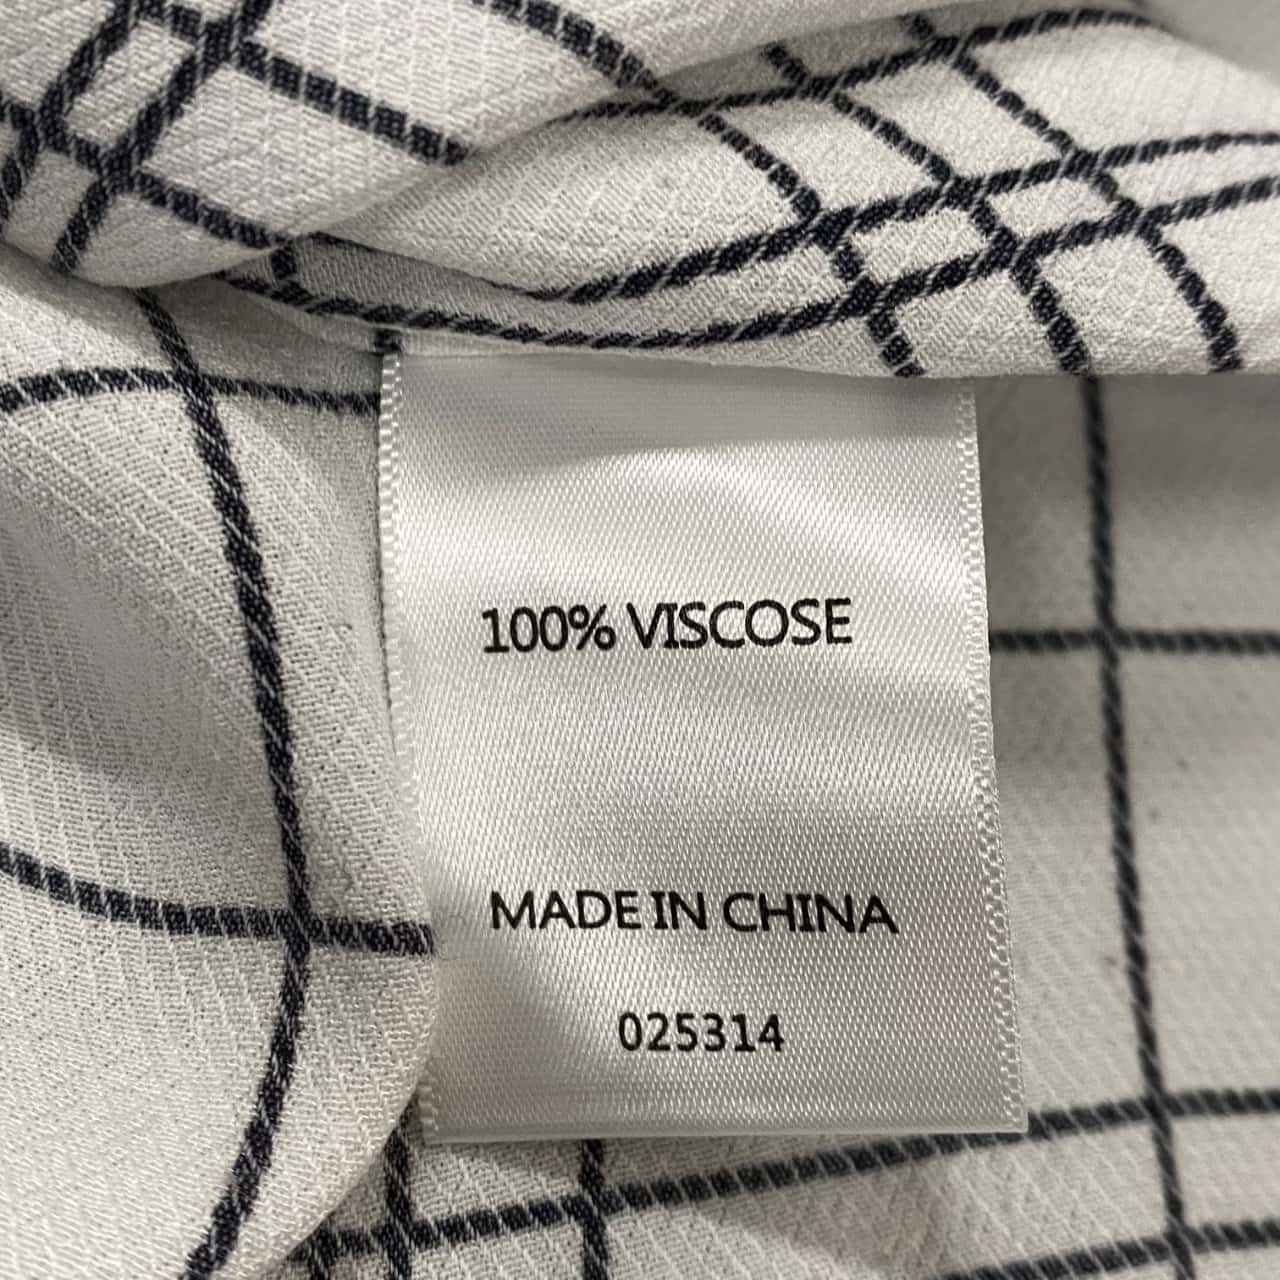 100% VISCOSE
MADE IN CHINA
025314